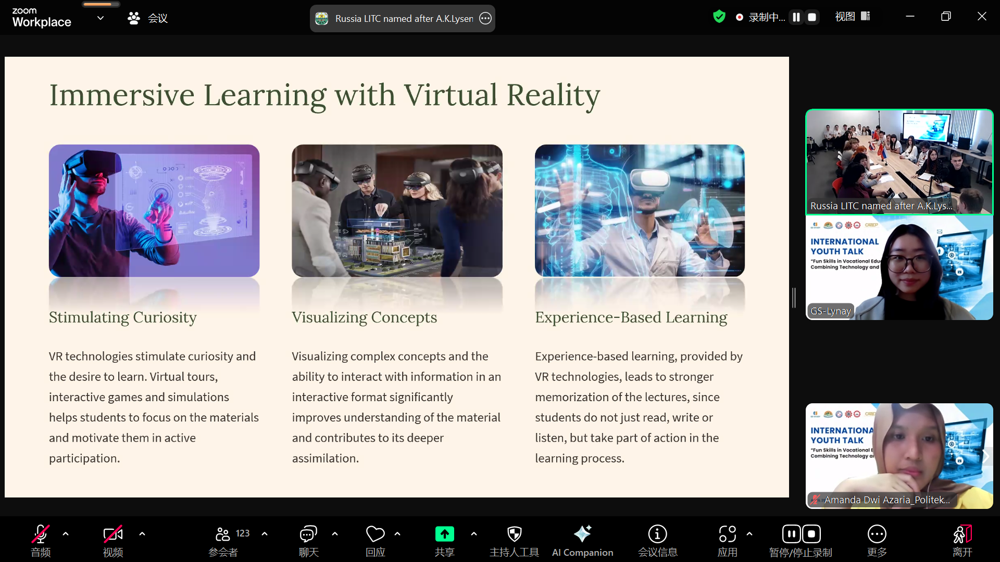 zoom
Workplace
会议
Russia LITC named after A.K.Lysen
录制中...
视图
Immersive Learning with Virtual Reality
Stimulating Curiosity
VR technologies stimulate curiosity and
the desire to learn. Virtual tours,
interactive games and simulations
helps students to focus on the materials
and motivate them in active
participation.
Visualizing Concepts
Visualizing complex concepts and the
ability to interact with information in an
interactive format significantly
improves understanding of the material
and contributes to its deeper
assimilation.
Experience-Based Learning
Experience-based learning, provided by
VR technologies, leads to stronger
memorization of the lectures, since
students do not just read, write or
listen, but take part of action in the
learning process.
Russia LITC named after A.K.Lys...
INTERNATIONAL
YOUTH TALK
"Fun Skills in Vocational Edu
Combining Technology and
GS-Lynay
INTERNATIONA
YOUTH TALK
"Fun Skills in Vocational E
Combining Technology a
Amanda Dwi Azaria_Politek...
音频
视频
参会者
123
聊天
回应
共享
主持人工具
AI Companion
会议信息
应用
暂停/停止录制
更多
离开